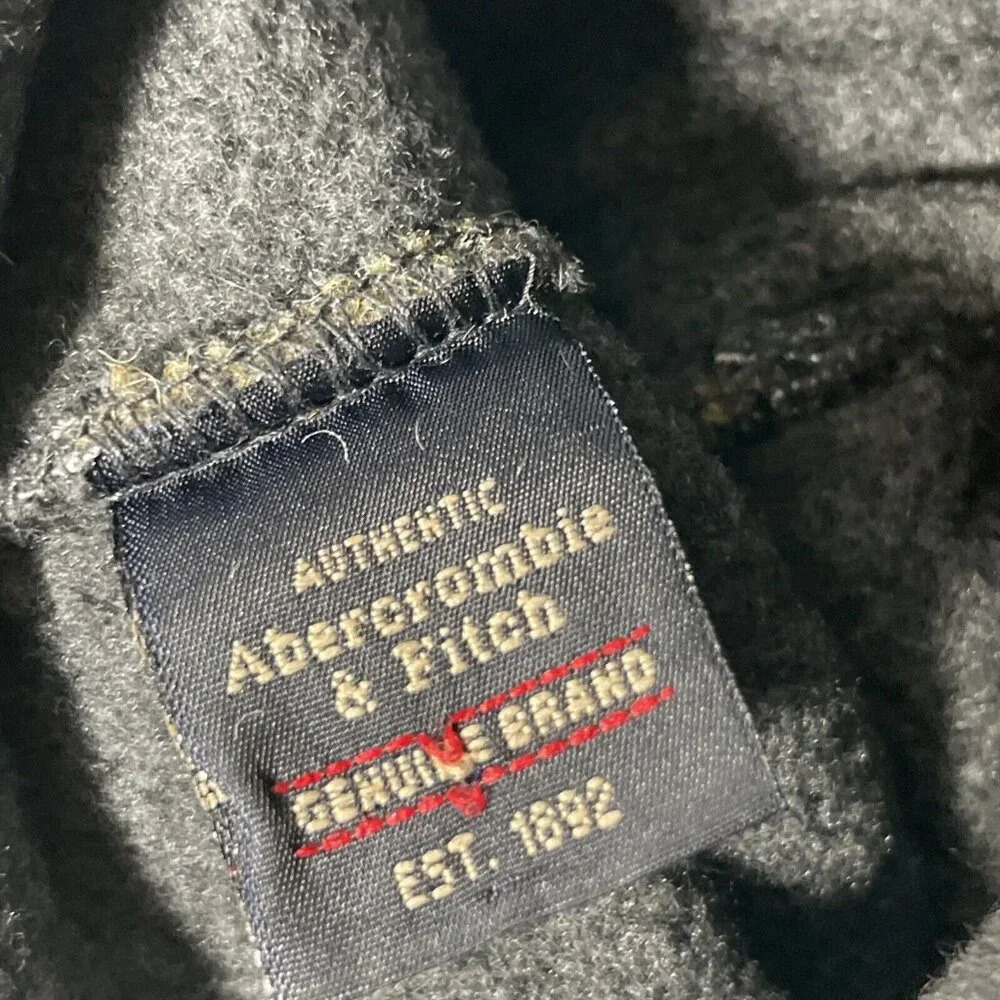 AUTHENTIC
Abercrombie
& Fitch
GENUINE BRAND
EST. 1892